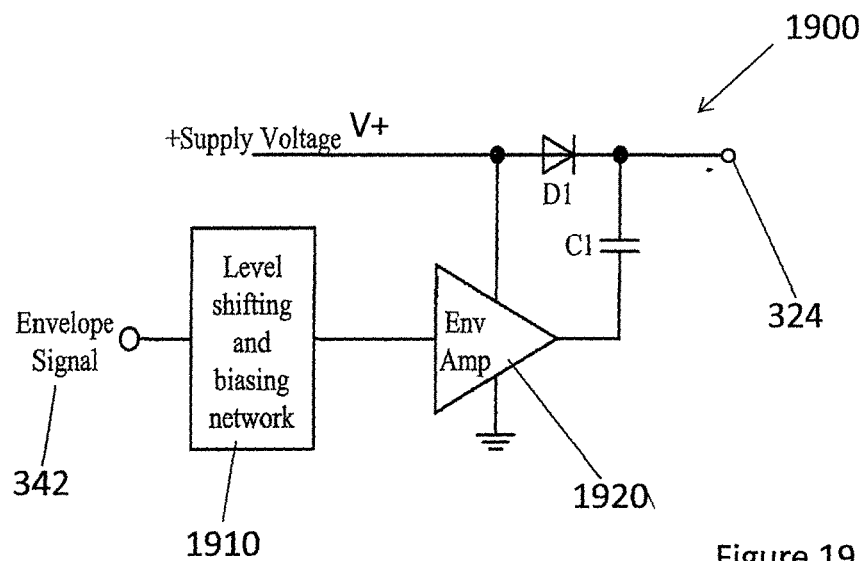 1900
+Supply Voltage V+
D1
C1
Level
shifting
and
biasing
network
Envelope
Signal
Env
Amp
324
342
1920
1910
Figure 19